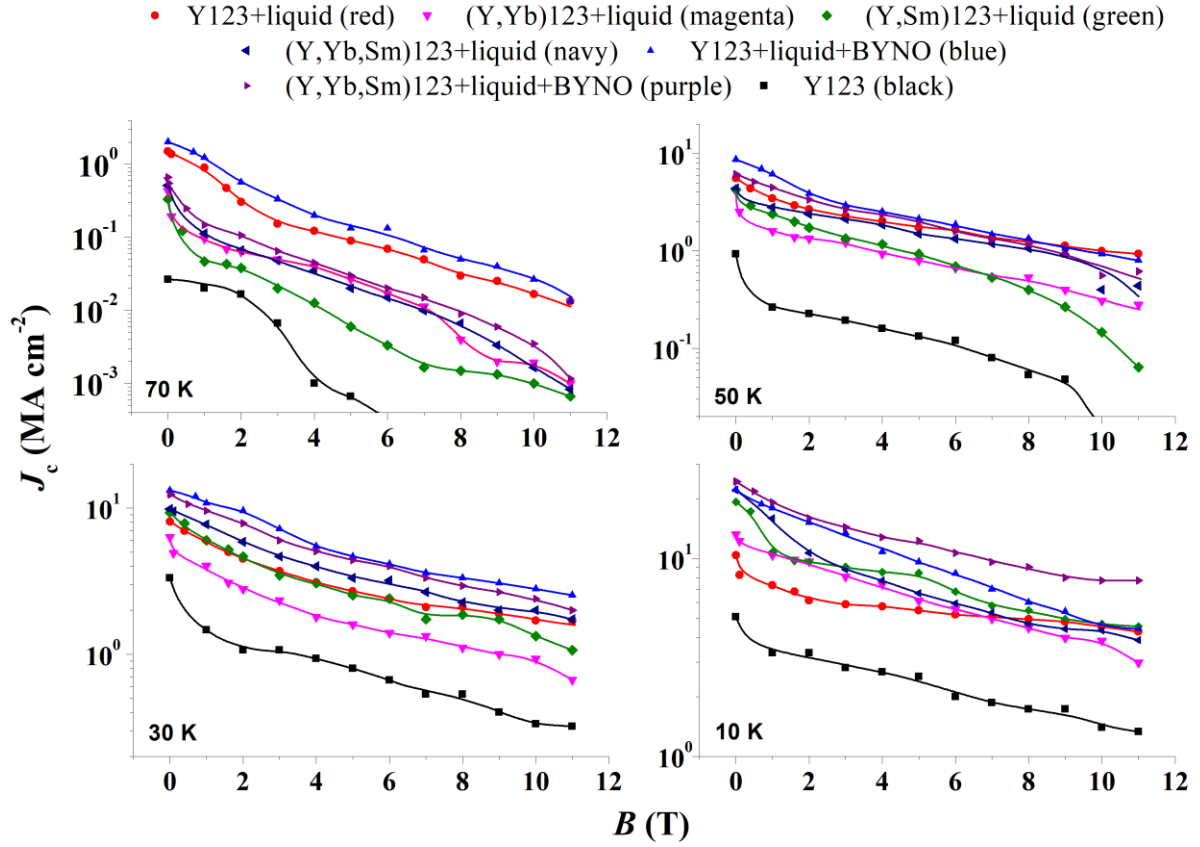 Y123+liquid (red) (Y,Yb)123+liquid (magenta) (Y,Sm)123+liquid (green)
(Y,Yb,Sm)123+liquid (navy) Y123+liquid+BYNO (blue)
(Y,Yb,Sm)123+liquid+BYNO (purple) Y123 (black)
J_c (MA cm^-2)
10^0
10^-1
10^-2
10^-3
70 K
0 2 4 6 8 10 12
10^1
10^0
10^-1
50 K
0 2 4 6 8 10 12
10^1
10^0
30 K
0 2 4 6 8 10 12
10^1
10^0
10 K
0 2 4 6 8 10 12
B (T)